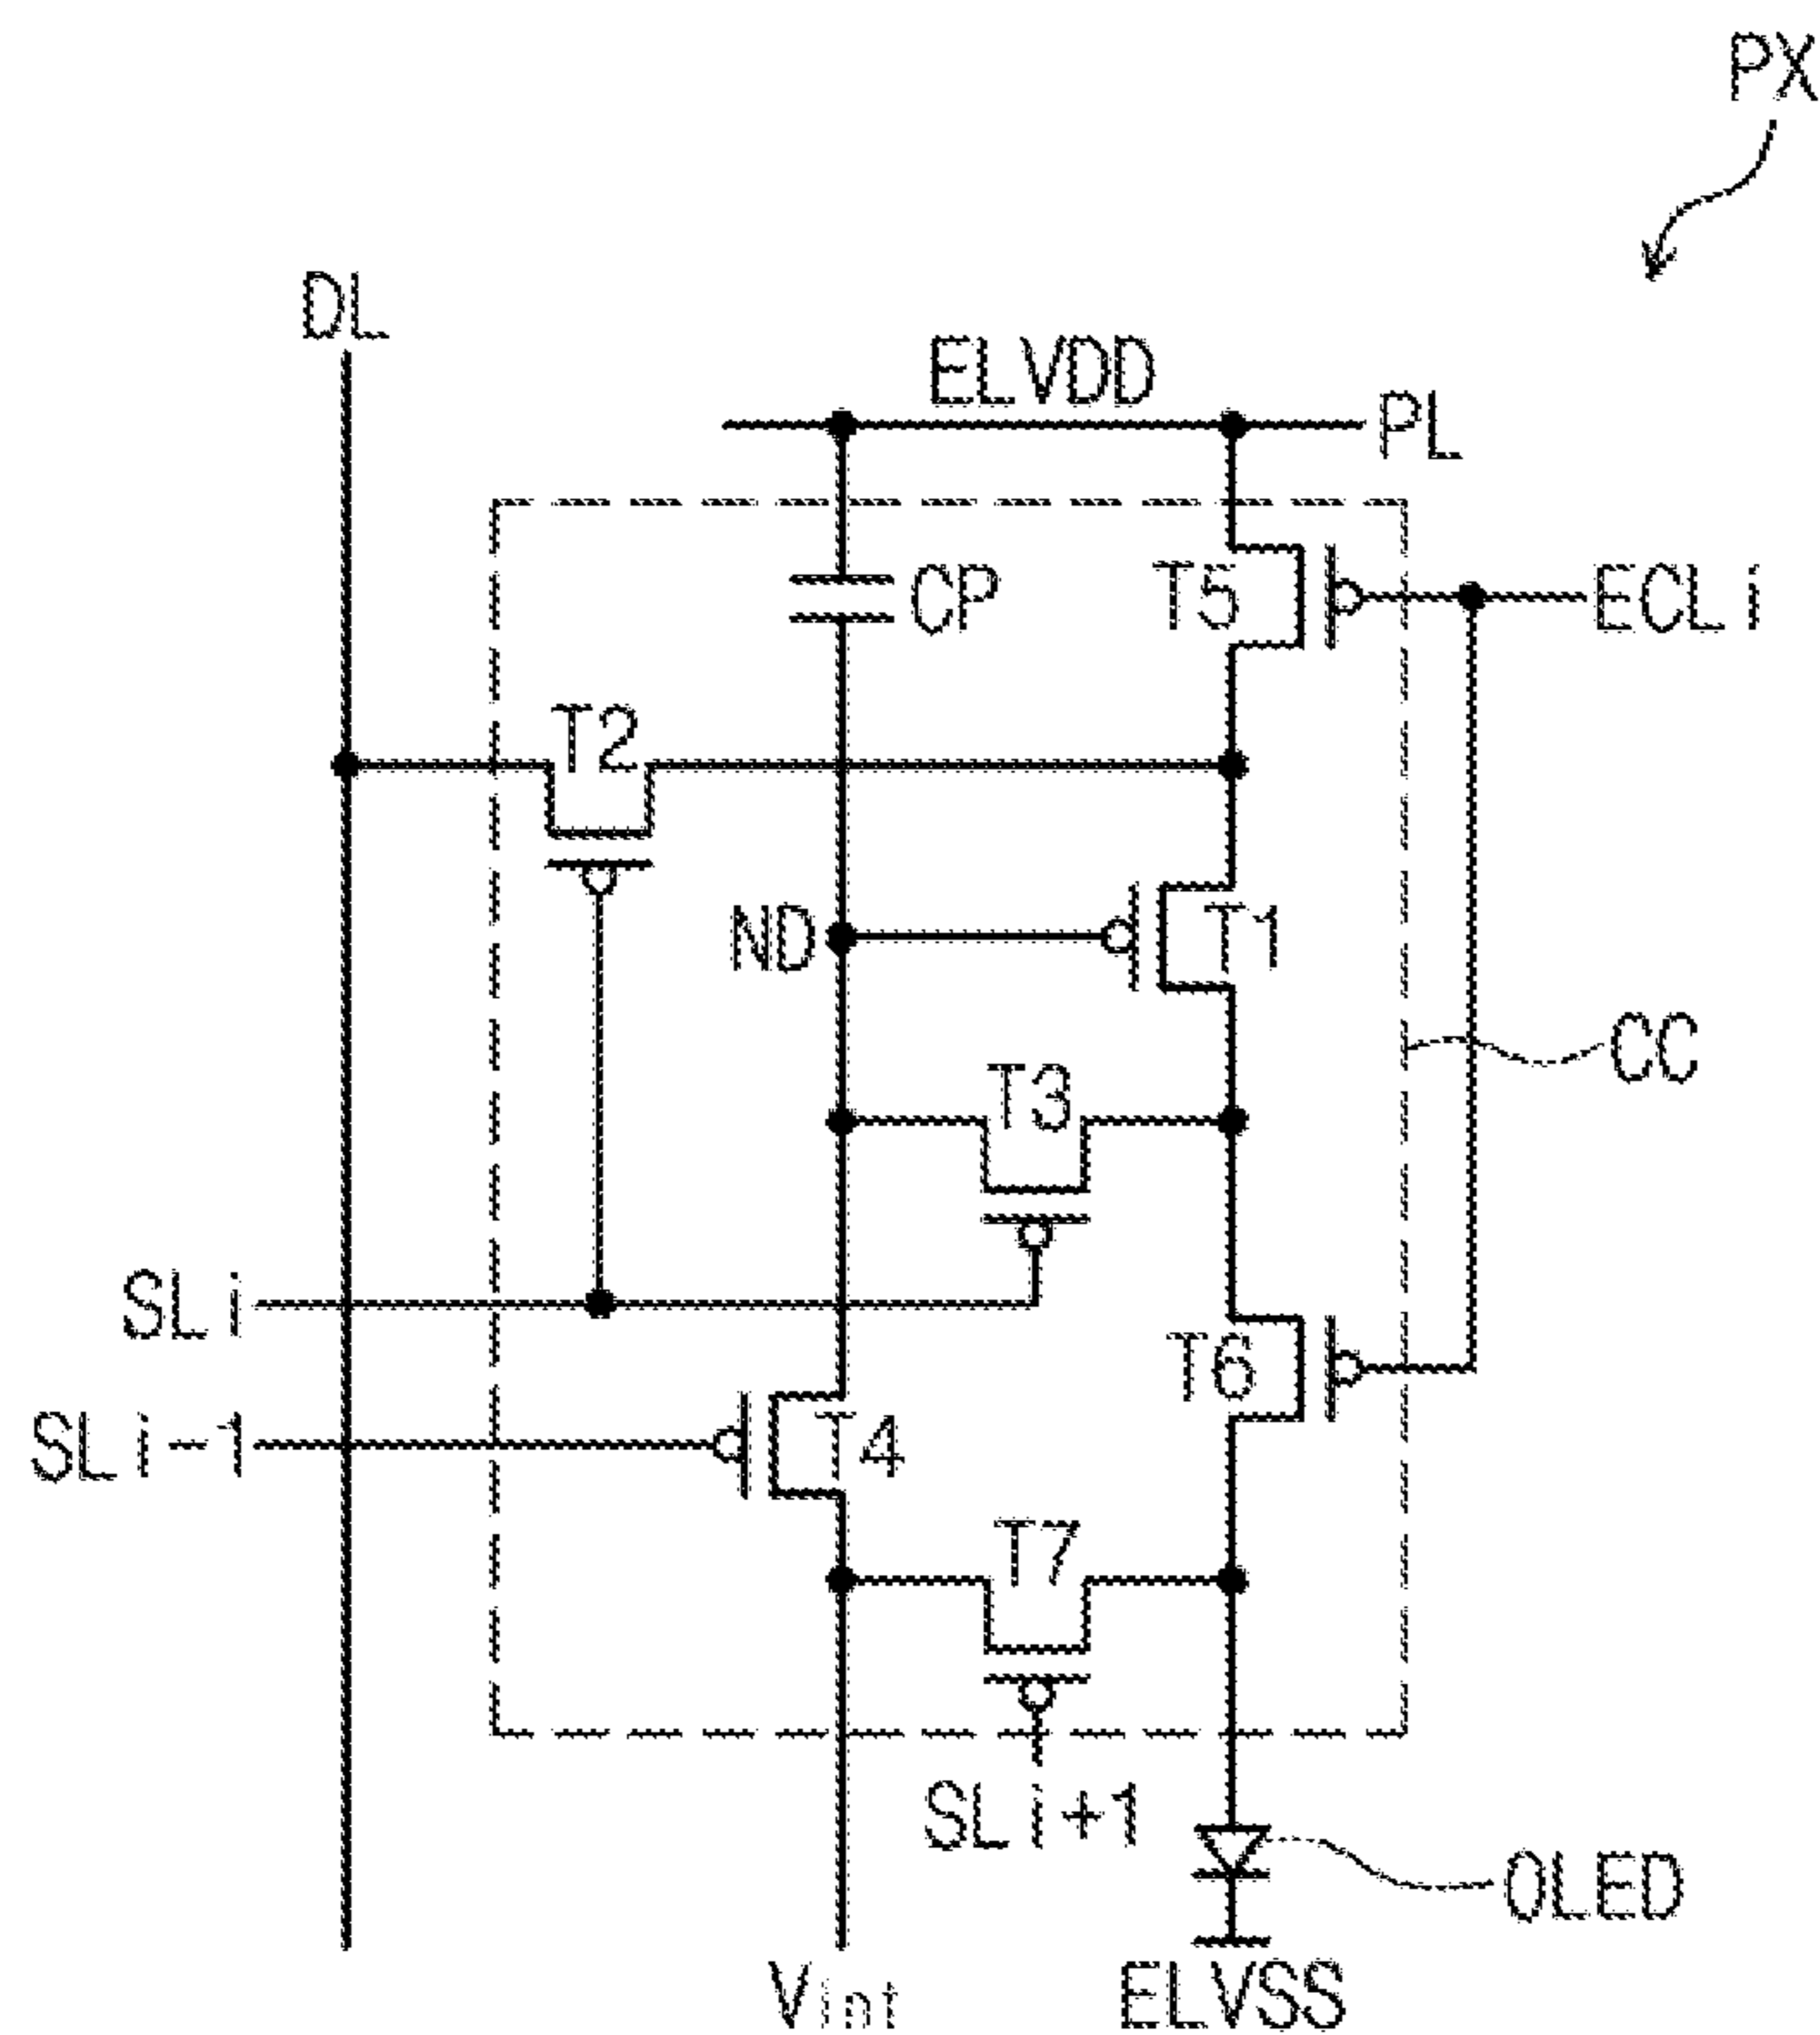 PX
DL
ELVDD
PL
CP
T5
ECLi
T2
ND
T1
CC
T3
SLi
T6
SLi-1
T4
T7
SLi+1
OLED
Vint
ELVSS